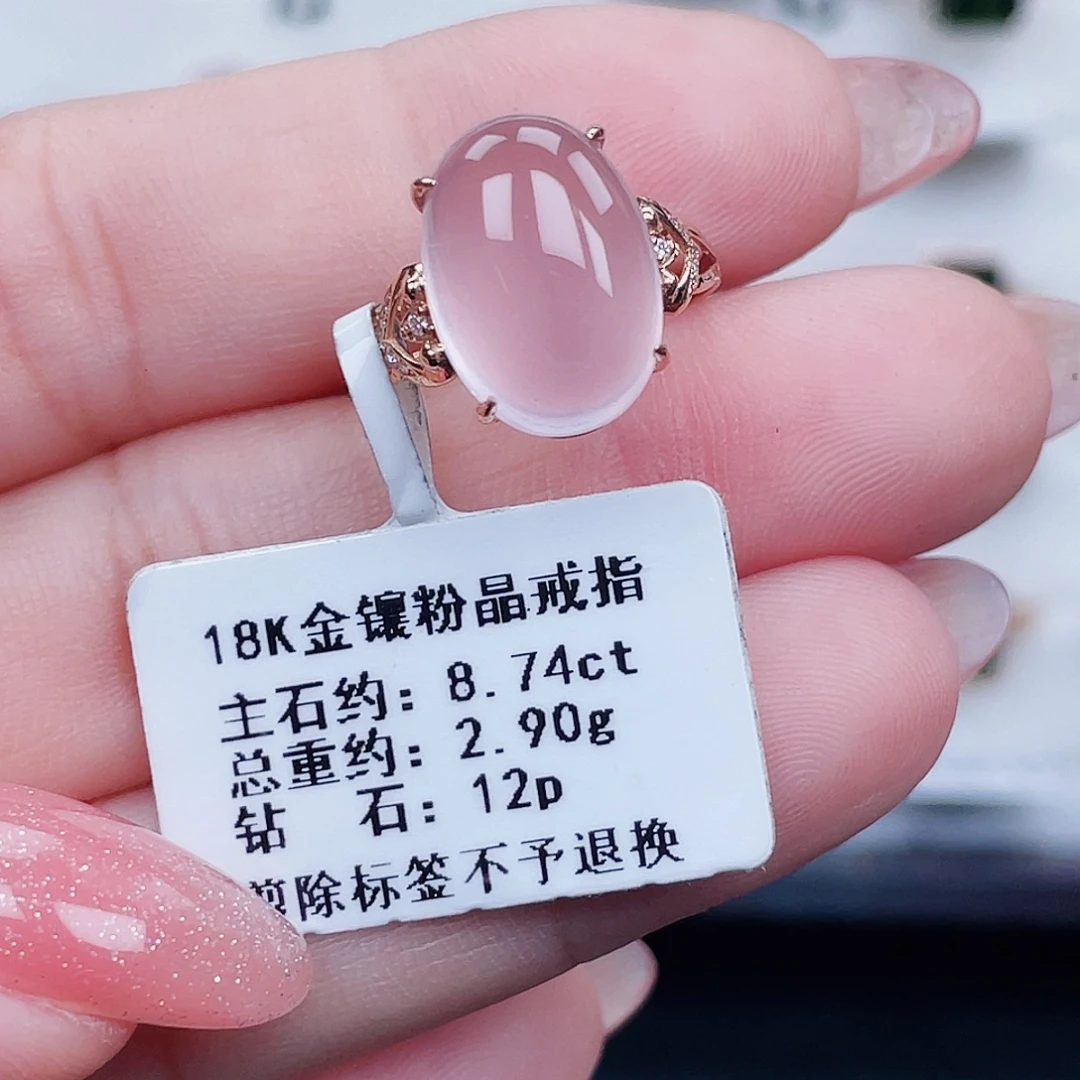 18K金镶粉晶戒指
主石约: 8.74ct
总重约: 2.90g
钻 石: 12p
剪除标签不予退换